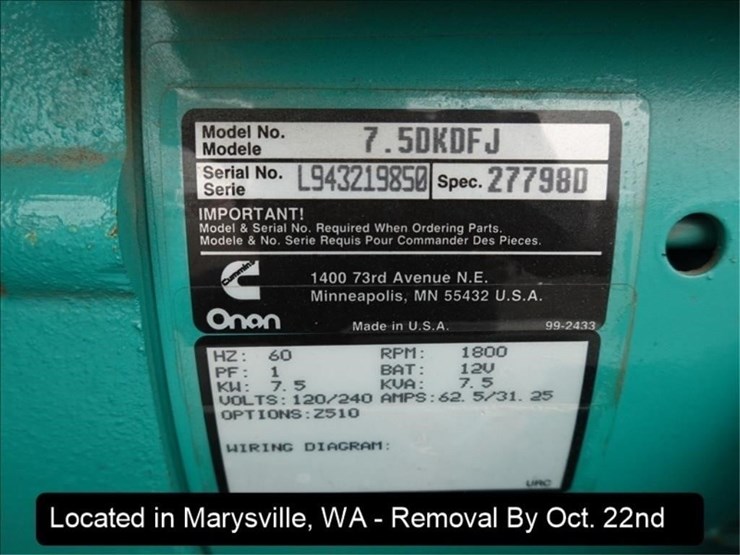 Model No.
Modele
7.5DKDFJ
Serial No.
Serie
L943219850
Spec. 27798D
IMPORTANT!
Model & Serial No. Required When Ordering Parts.
Modele & No. Serie Requis Pour Commander Des Pieces.
Cummins
Onan
1400 73rd Avenue N.E.
Minneapolis, MN 55432 U.S.A.
Made in U.S.A.
99-2433
HZ: 60 RPM: 1800
PF: 1 BAT: 12V
KW: 7.5 KVA: 7.5
VOLTS:120/240 AMPS:62.5/31.25
OPTIONS:Z510
WIRING DIAGRAM:
Located in Marysville, WA - Removal By Oct. 22nd